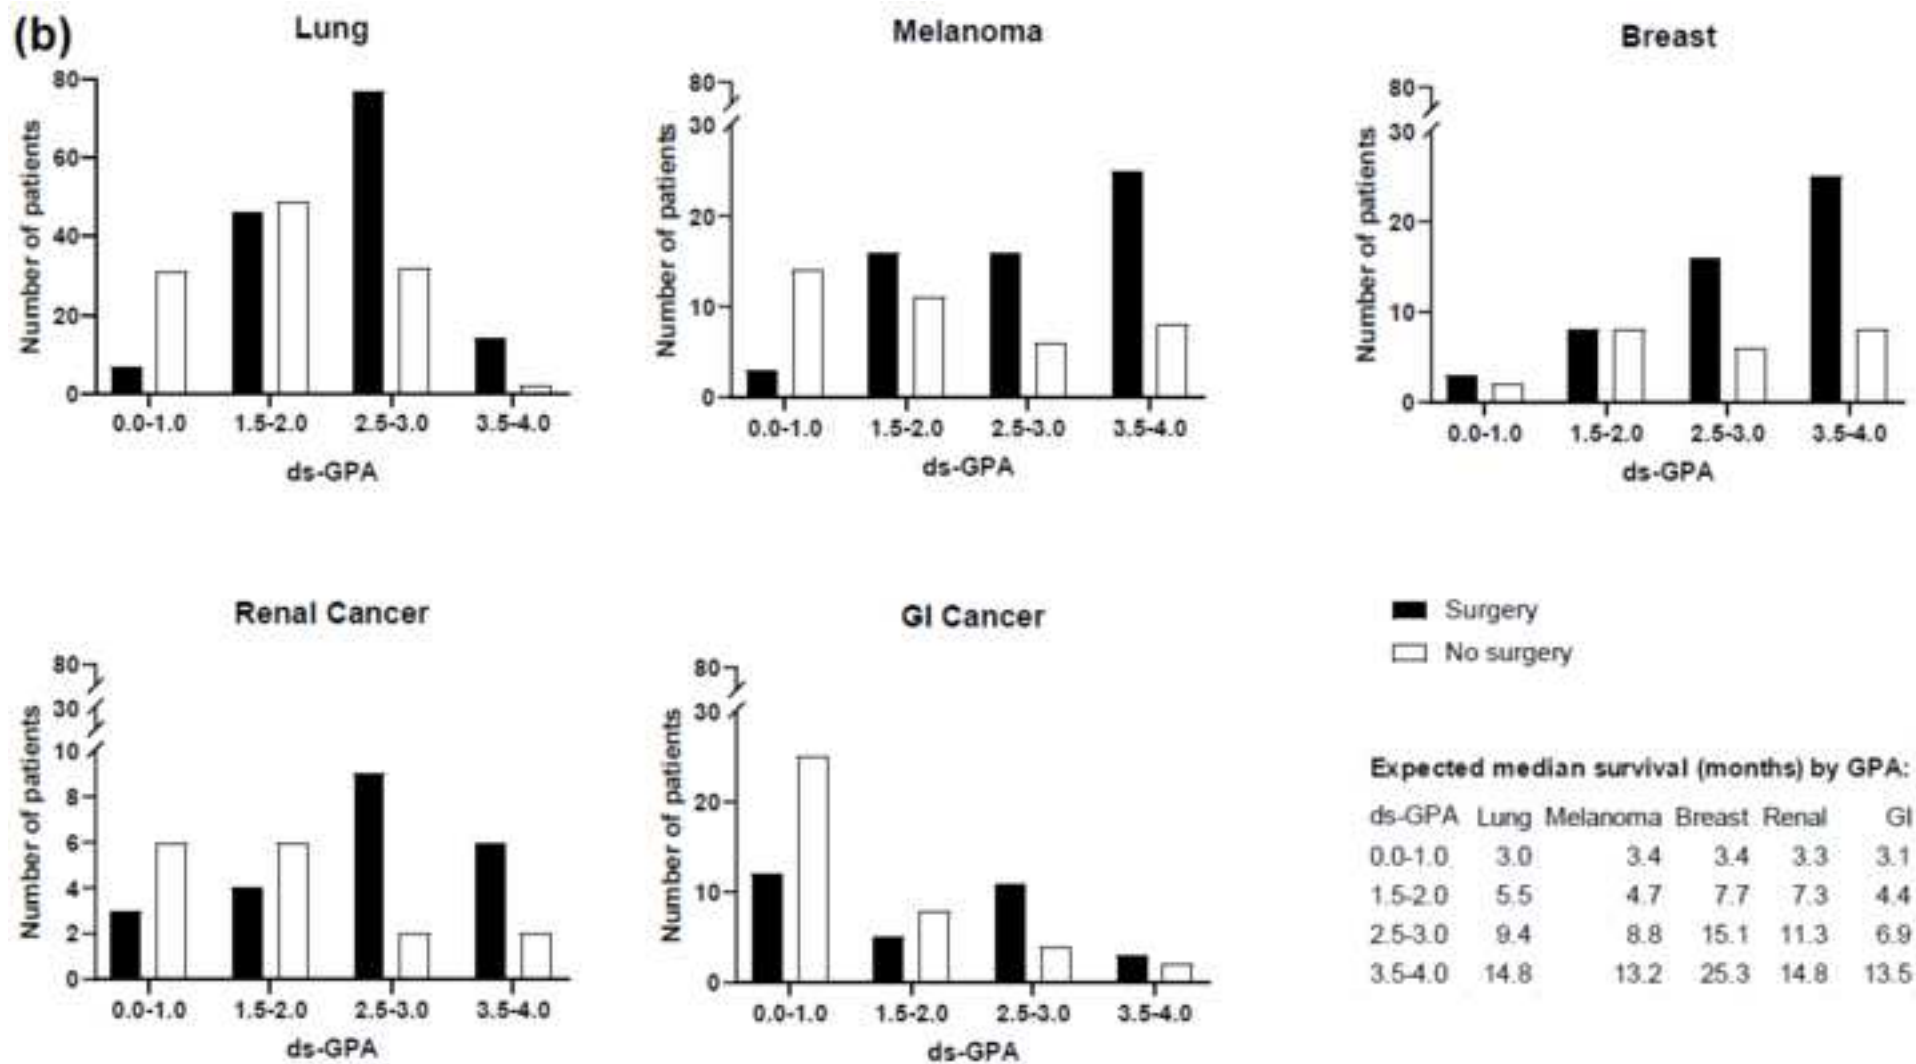 (b)
Lung
Number of patients
80
60
40
20
0
0.0-1.0 1.5-2.0 2.5-3.0 3.5-4.0
ds-GPA
Melanoma
Number of patients
80
30
20
10
0
0.0-1.0 1.5-2.0 2.5-3.0 3.5-4.0
ds-GPA
Breast
Number of patients
80
30
20
10
0
0.0-1.0 1.5-2.0 2.5-3.0 3.5-4.0
ds-GPA
Renal Cancer
Number of patients
80
30
10
8
6
4
2
0
0.0-1.0 1.5-2.0 2.5-3.0 3.5-4.0
ds-GPA
GI Cancer
Number of patients
80
30
20
10
0
0.0-1.0 1.5-2.0 2.5-3.0 3.5-4.0
ds-GPA
Surgery
No surgery
Expected median survival (months) by GPA:
ds-GPA Lung Melanoma Breast Renal GI
0.0-1.0 3.0 3.4 3.4 3.3 3.1
1.5-2.0 5.5 4.7 7.7 7.3 4.4
2.5-3.0 9.4 8.8 15.1 11.3 6.9
3.5-4.0 14.8 13.2 25.3 14.8 13.5